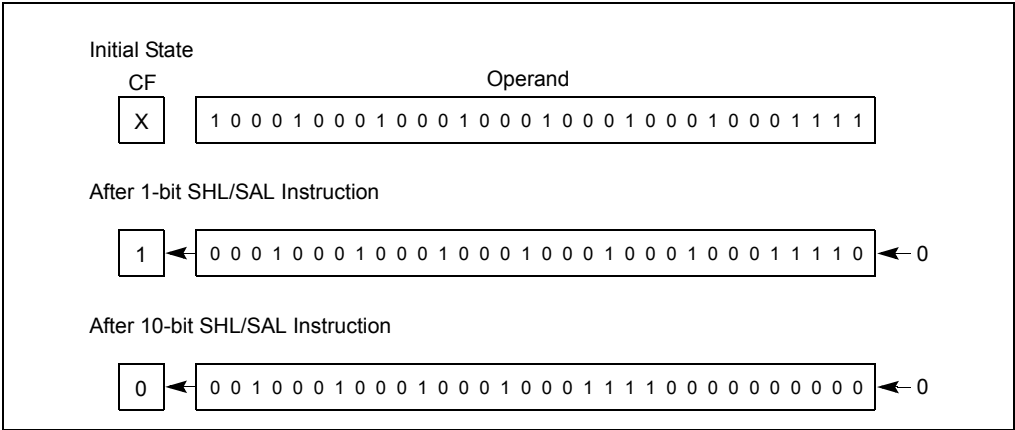 Initial State
CF Operand
X 1 0 0 0 1 0 0 0 1 0 0 0 1 0 0 0 1 0 0 0 1 0 0 0 1 0 0 0 1 1 1 1
After 1-bit SHL/SAL Instruction
1 0 0 0 1 0 0 0 1 0 0 0 1 0 0 0 1 0 0 0 1 0 0 0 1 0 0 0 1 1 1 1 0 0
After 10-bit SHL/SAL Instruction
0 0 0 1 0 0 0 1 0 0 0 1 0 0 0 1 0 0 0 1 1 1 1 0 0 0 0 0 0 0 0 0 0 0